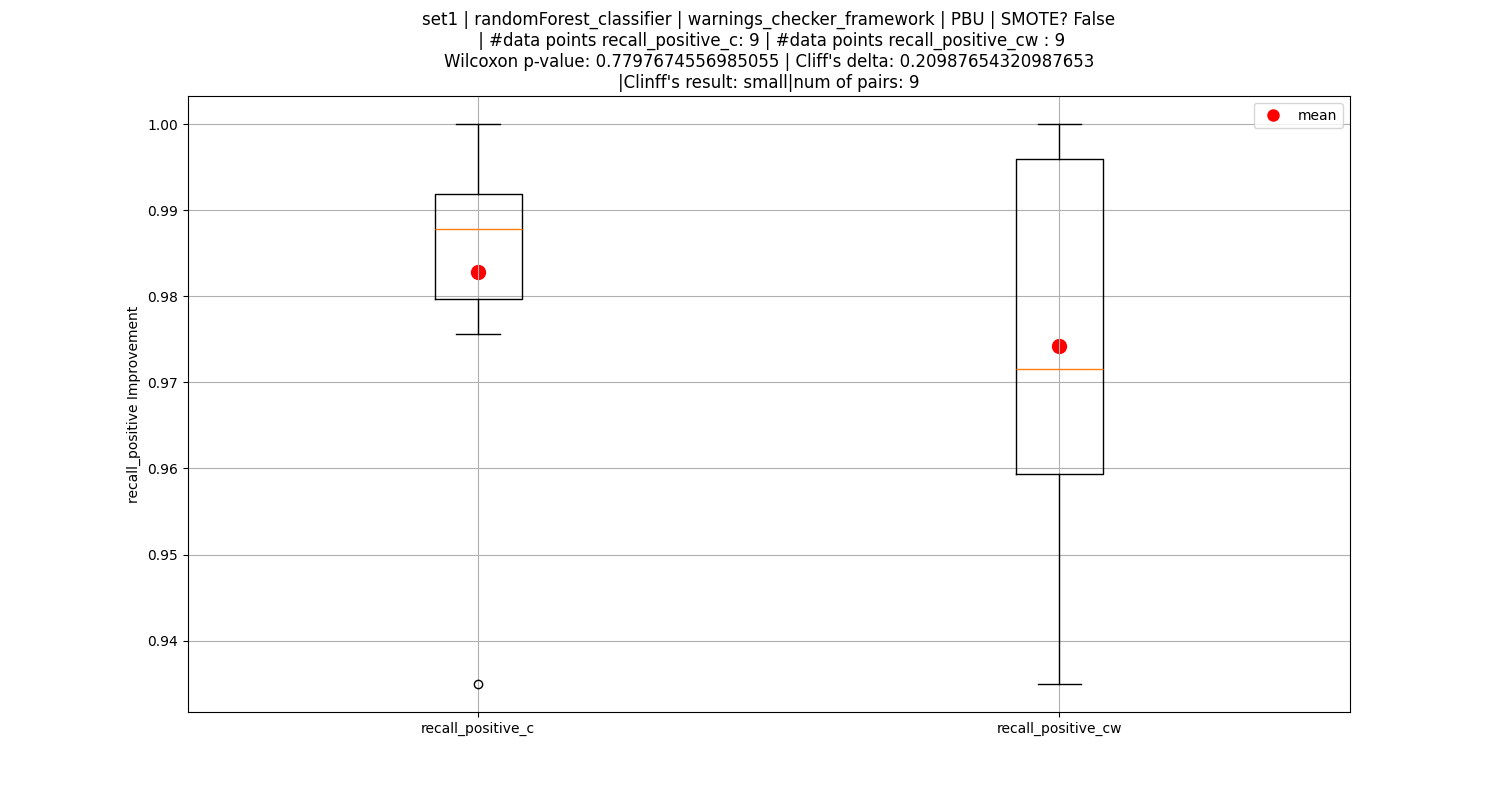 set1 | randomForest_classifier | warnings_checker_framework | PBU | SMOTE? False
| #data points recall_positive_c: 9 | #data points recall_positive_cw : 9
Wilcoxon p-value: 0.7797674556985055 | Cliff's delta: 0.20987654320987653
|Clinff's result: small|num of pairs: 9
mean
1.00
0.99
0.98
0.97
0.96
0.95
0.94
recall_positive Improvement
recall_positive_c
recall_positive_cw